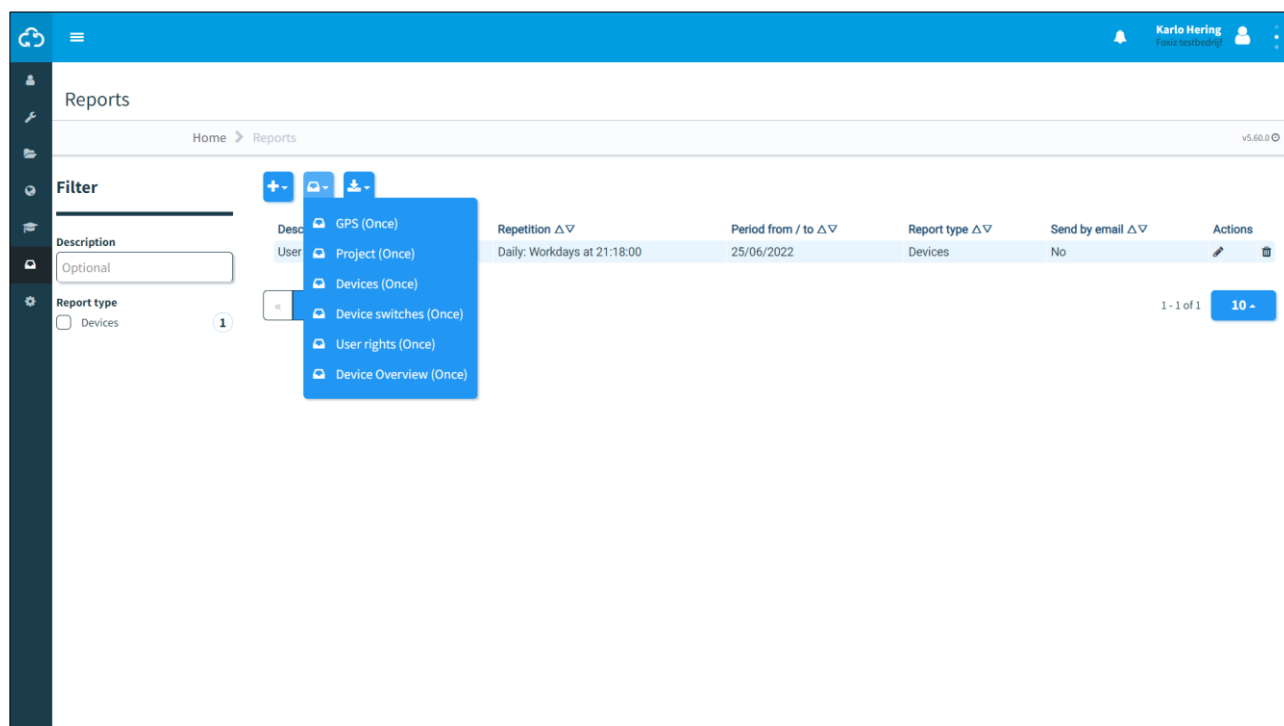 Karlo Hering
Foxiz testbedrijf
Reports
Home Reports
v5.60.0
Filter
Description
Optional
Report type
Devices 1
GPS (Once)
Project (Once)
Devices (Once)
Device switches (Once)
User rights (Once)
Device Overview (Once)
Desc Repetition Period from / to Report type Send by email Actions
User Daily: Workdays at 21:18:00 25/06/2022 Devices No
« 1 - 1 of 1 10